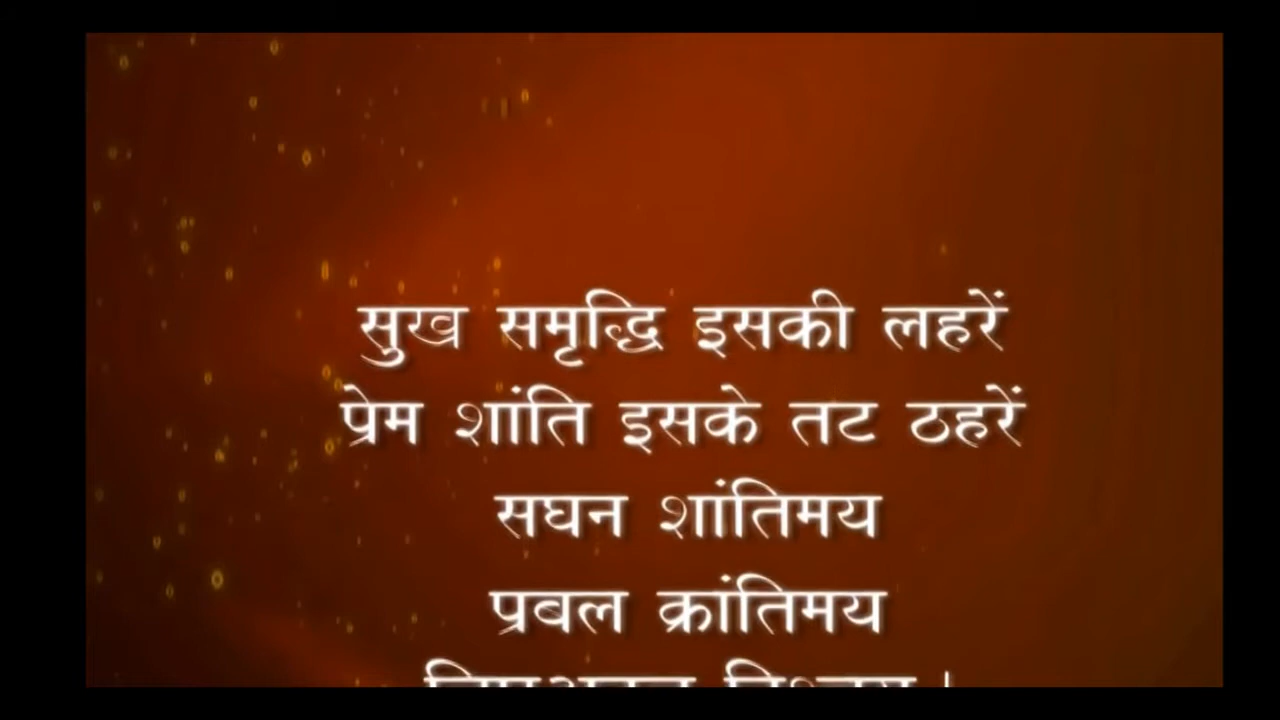 सुख समृद्धि इसकी लहरें
प्रेम शांति इसके तट ठहरें
सघन शांतिमय
प्रबल क्रांतिमय